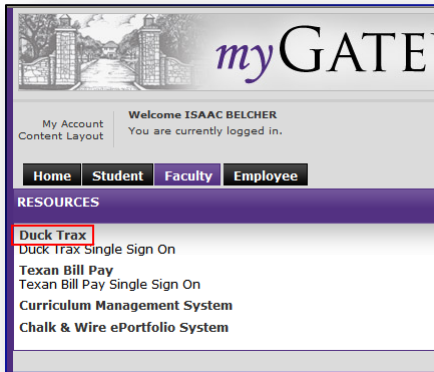 myGATE
My Account
Content Layout
Welcome ISAAC BELCHER
You are currently logged in.
Home Student Faculty Employee
RESOURCES
Duck Trax
Duck Trax Single Sign On
Texan Bill Pay
Texan Bill Pay Single Sign On
Curriculum Management System
Chalk & Wire ePortfolio System